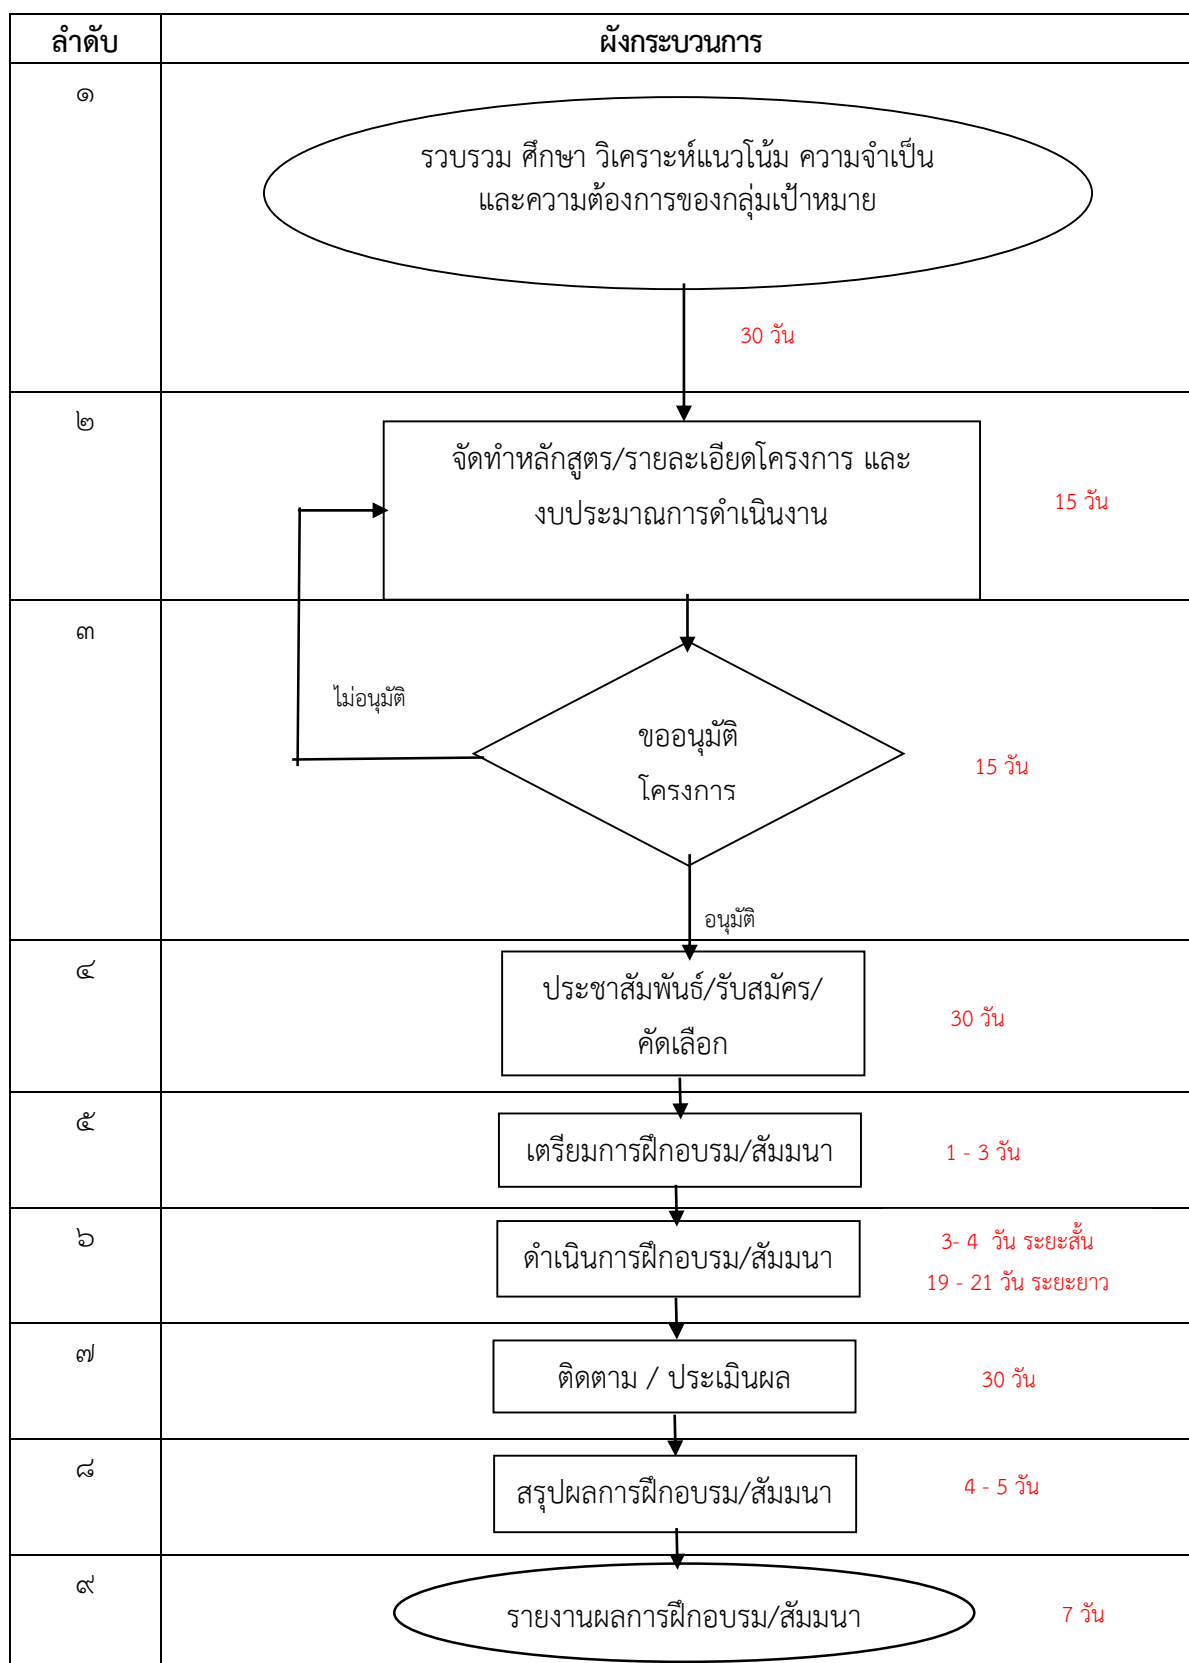 ลำดับ
ผังกระบวนการ
๑
รวบรวม ศึกษา วิเคราะห์แนวโน้ม ความจำเป็น
และความต้องการของกลุ่มเป้าหมาย
30 วัน
๒
จัดทำหลักสูตร/รายละเอียดโครงการ และ
งบประมาณการดำเนินงาน
15 วัน
๓
ไม่อนุมัติ
ขออนุมัติ
โครงการ
15 วัน
อนุมัติ
๔
ประชาสัมพันธ์/รับสมัคร/
คัดเลือก
30 วัน
๕
เตรียมการฝึกอบรม/สัมมนา
1 - 3 วัน
๖
ดำเนินการฝึกอบรม/สัมมนา
3- 4 วัน ระยะสั้น
19 - 21 วัน ระยะยาว
๗
ติดตาม / ประเมินผล
30 วัน
๘
สรุปผลการฝึกอบรม/สัมมนา
4 - 5 วัน
๙
รายงานผลการฝึกอบรม/สัมมนา
7 วัน